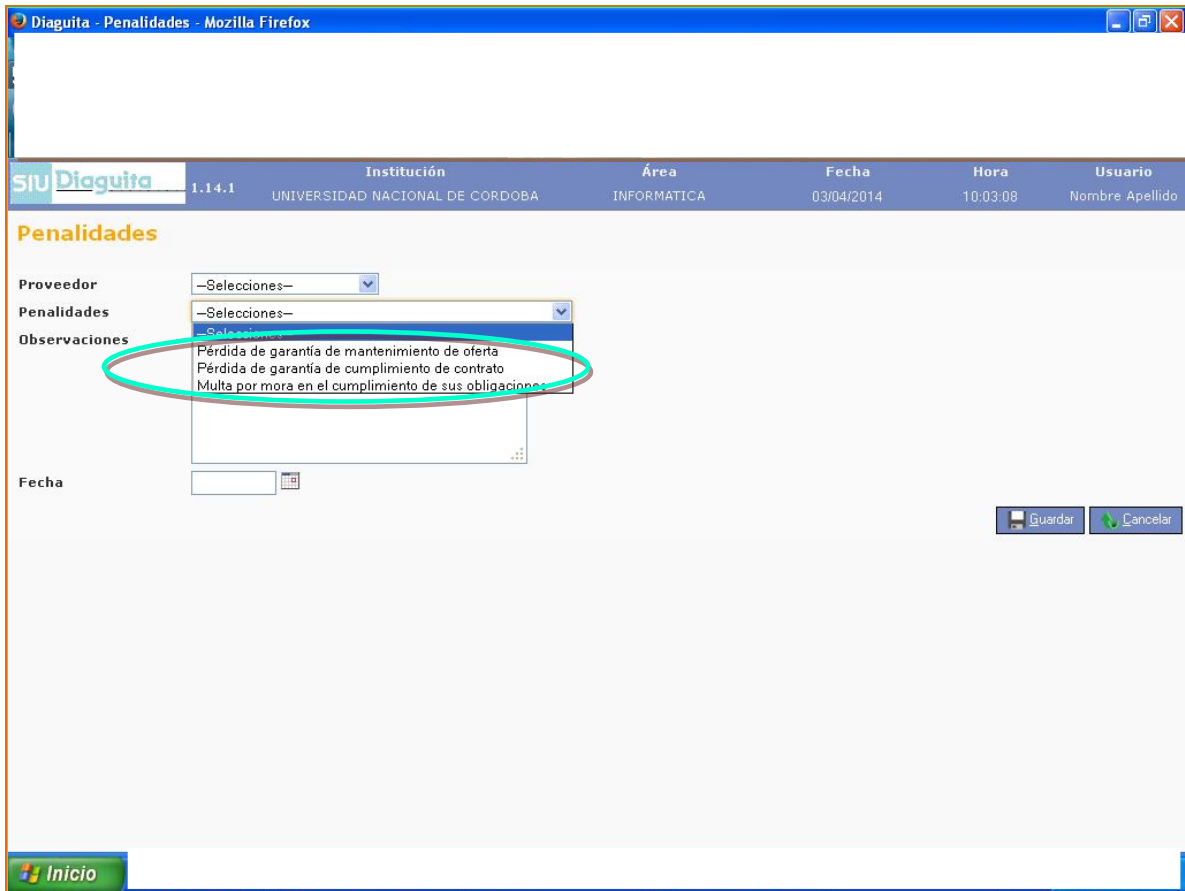 Diaguita - Penalidades - Mozilla Firefox
SIU Diaguita 1.14.1
Institución Área Fecha Hora Usuario
UNIVERSIDAD NACIONAL DE CORDOBA INFORMATICA 03/04/2014 10:03:08 Nombre Apellido
Penalidades
Proveedor —Selecciones—
Penalidades —Selecciones—
Observaciones —Selecciones—
Pérdida de garantía de mantenimiento de oferta
Pérdida de garantía de cumplimiento de contrato
Multa por mora en el cumplimiento de sus obligaciones
Fecha
Guardar Cancelar
Inicio